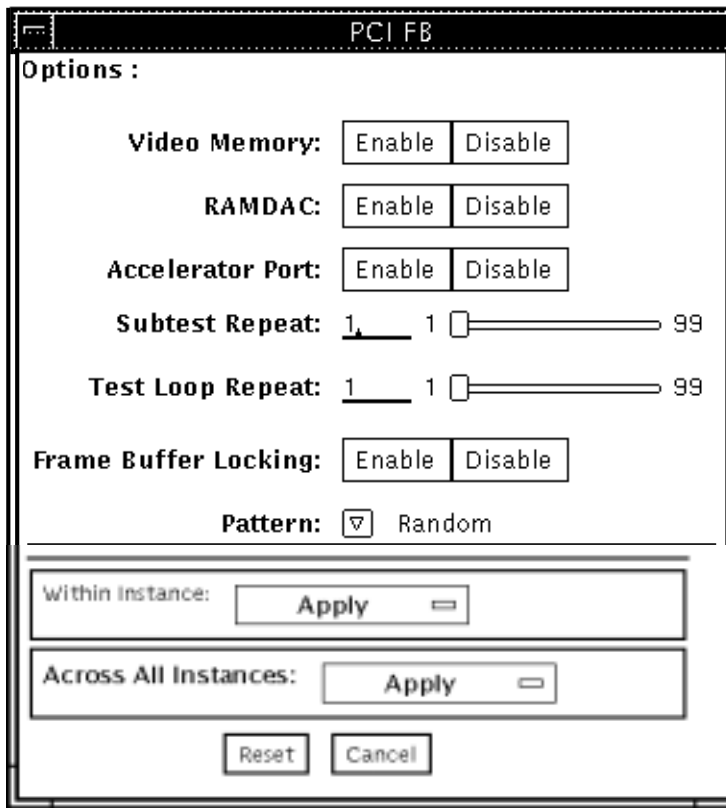 PCI FB
Options :
Video Memory: Enable Disable
RAMDAC: Enable Disable
Accelerator Port: Enable Disable
Subtest Repeat: 1 1 99
Test Loop Repeat: 1 1 99
Frame Buffer Locking: Enable Disable
Pattern: Random
Within Instance: Apply
Across All Instances: Apply
Reset Cancel